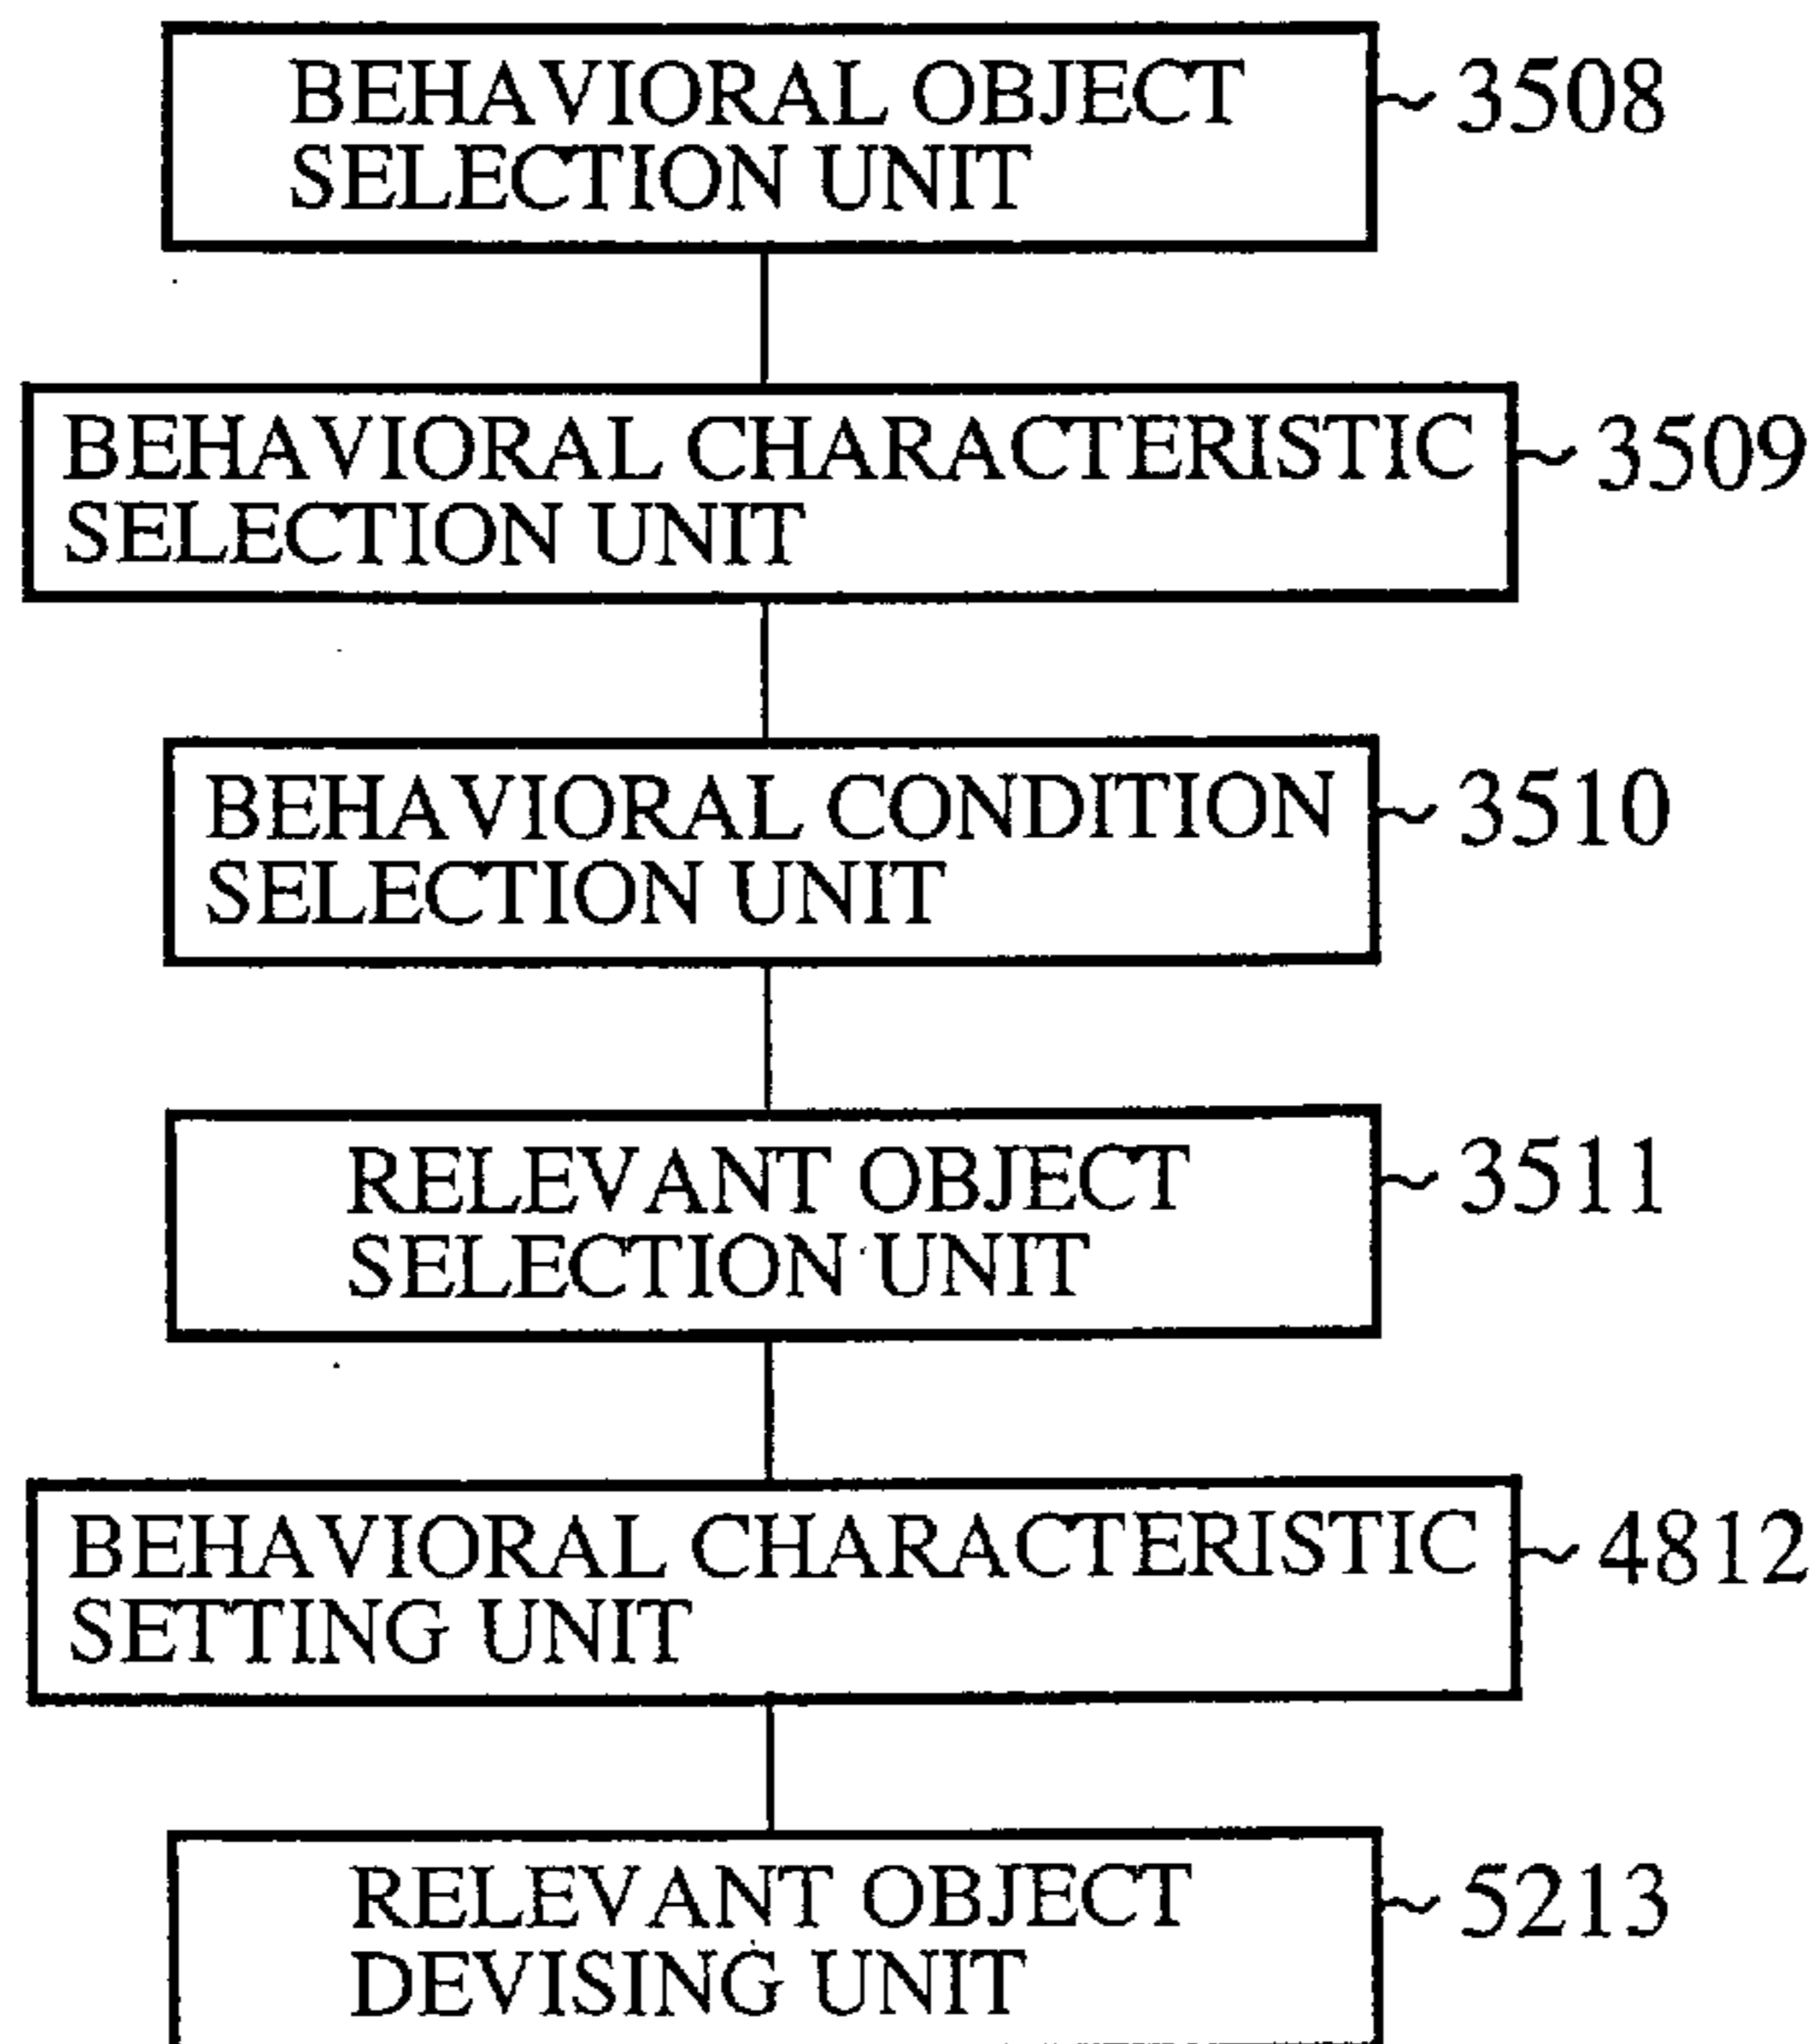 BEHAVIORAL OBJECT
SELECTION UNIT
3508
BEHAVIORAL CHARACTERISTIC
SELECTION UNIT
3509
BEHAVIORAL CONDITION
SELECTION UNIT
3510
RELEVANT OBJECT
SELECTION UNIT
3511
BEHAVIORAL CHARACTERISTIC
SETTING UNIT
4812
RELEVANT OBJECT
DEVISING UNIT
5213